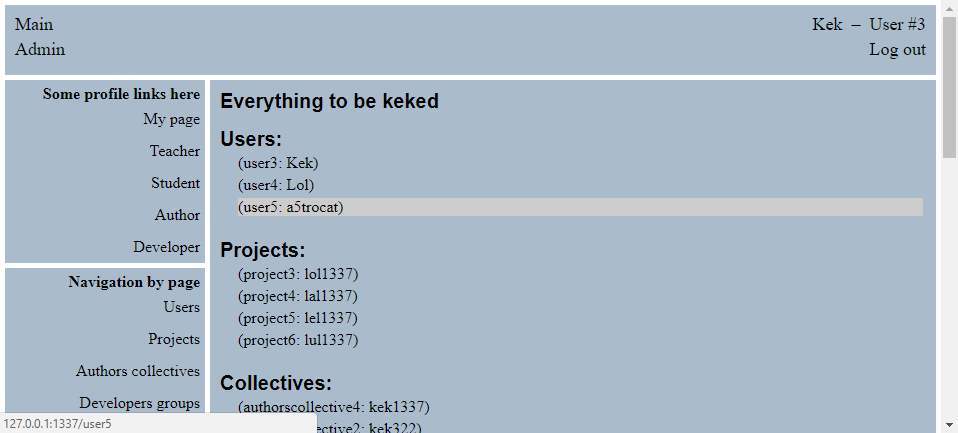 Main
Admin
Kek – User #3
Log out
Some profile links here
My page
Teacher
Student
Author
Developer
Navigation by page
Users
Projects
Authors collectives
Developers groups
Everything to be keked
Users:
(user3: Kek)
(user4: Lol)
(user5: a5trocat)
Projects:
(project3: lol1337)
(project4: lal1337)
(project5: lel1337)
(project6: lul1337)
Collectives:
(authorscollective4: kek1337)
ective2: kek322)
127.0.0.1:1337/user5